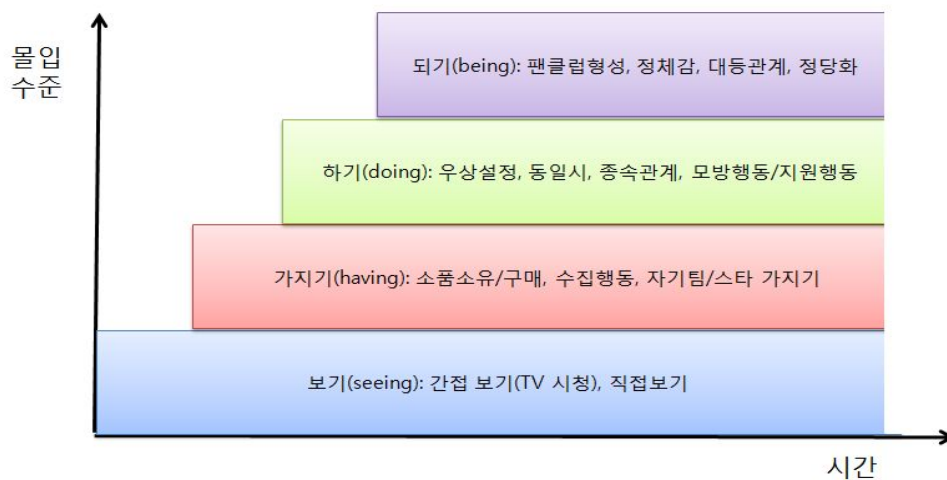 몰입
수준
되기(being): 팬클럽형성, 정체감, 대등관계, 정당화
하기(doing): 우상설정, 동일시, 종속관계, 모방행동/지원행동
가지기(having): 소품소유/구매, 수집행동, 자기팀/스타 가지기
보기(seeing): 간접 보기(TV 시청), 직접보기
시간